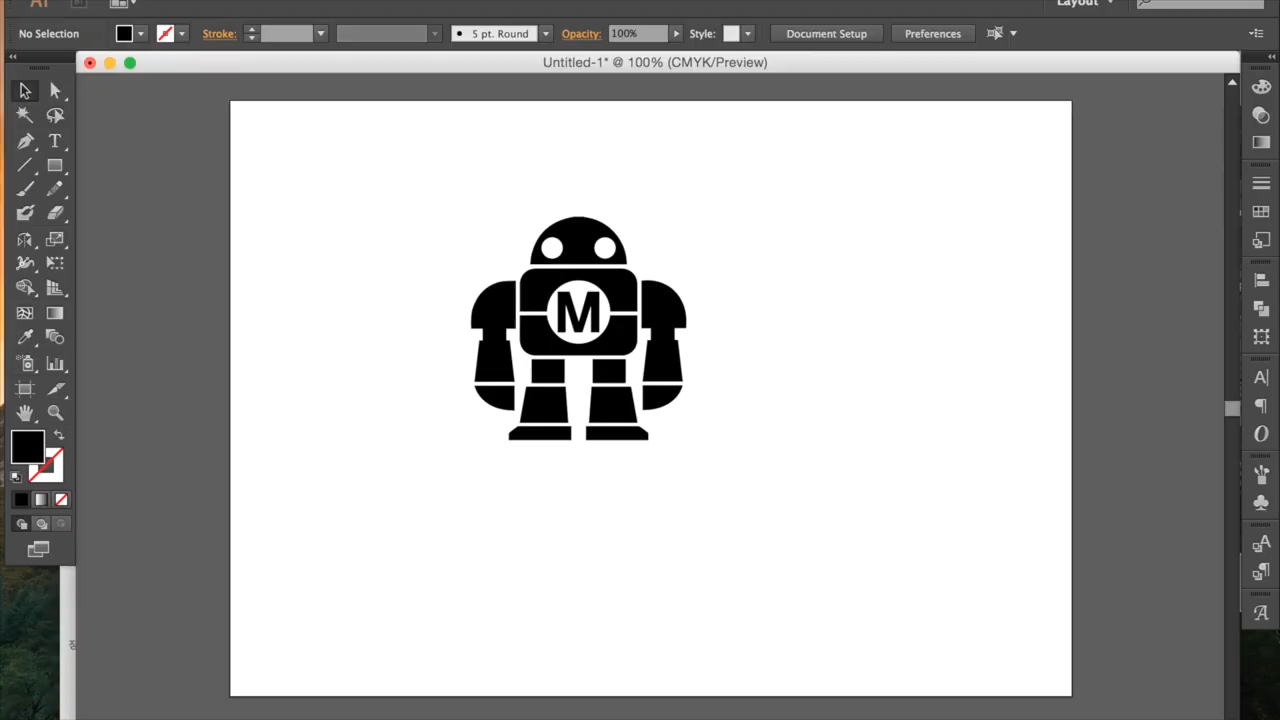 Ai
Layout
No Selection
Stroke:
5 pt. Round
Opacity:
100%
Style:
Document Setup
Preferences
Untitled-1* @ 100% (CMYK/Preview)
M